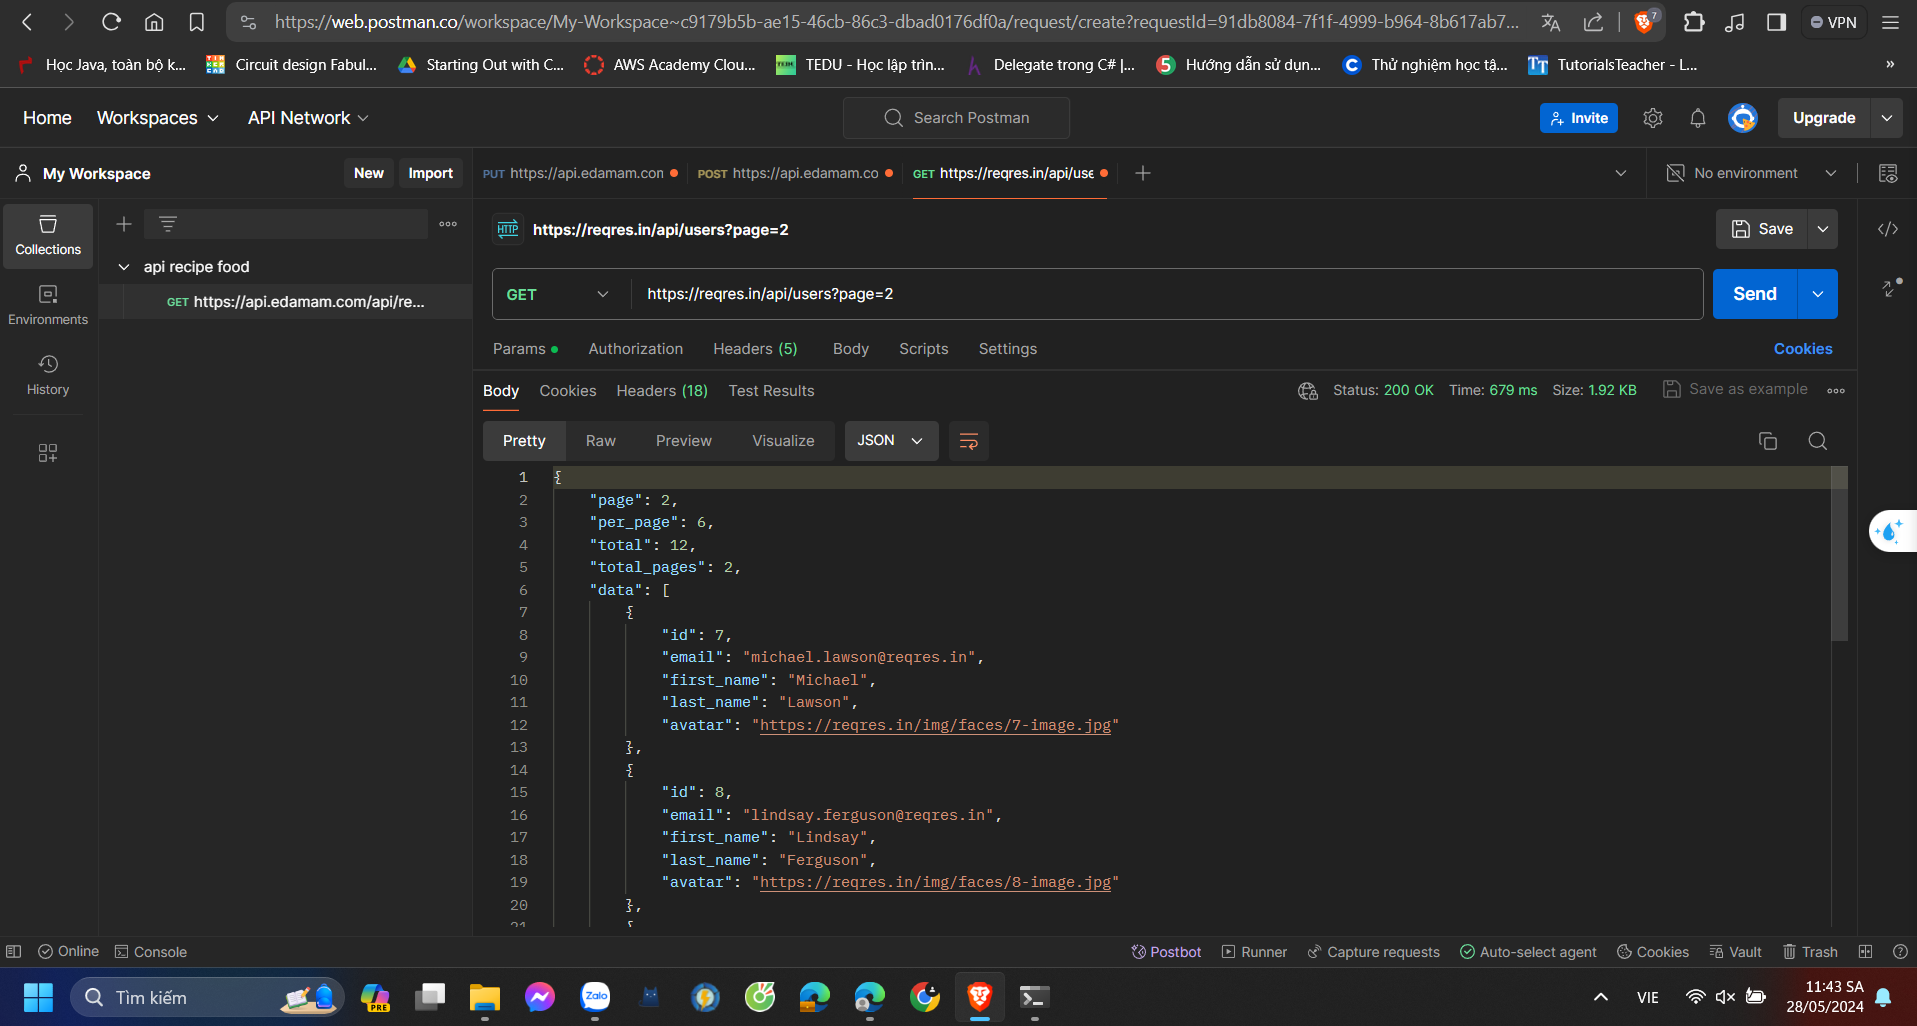 https://web.postman.co/workspace/My-Workspace~c9179b5b-ae15-46cb-86c3-dbad0176df0a/request/create?requestId=91db8084-7f1f-4999-b964-8b617ab7...
7
VPN
Học Java, toàn bộ k...
Circuit design Fabul...
Starting Out with C...
AWS Academy Clou...
TEDU - Học lập trìn...
Delegate trong C# |...
Hướng dẫn sử dụn...
Thử nghiệm học tậ...
TutorialsTeacher - L...
»
Home
Workspaces
API Network
Search Postman
Invite
Upgrade
My Workspace
New
Import
PUT https://api.edamam.con
POST https://api.edamam.co
GET https://reqres.in/api/use
No environment
Collections
Environments
History
api recipe food
GET https://api.edamam.com/api/re...
HTTP
https://reqres.in/api/users?page=2
Save
GET
https://reqres.in/api/users?page=2
Send
Params
Authorization
Headers (5)
Body
Scripts
Settings
Cookies
Body
Cookies
Headers (18)
Test Results
Status: 200 OK
Time: 679 ms
Size: 1.92 KB
Save as example
Pretty
Raw
Preview
Visualize
JSON
1 {
2 "page": 2,
3 "per_page": 6,
4 "total": 12,
5 "total_pages": 2,
6 "data": [
7 {
8 "id": 7,
9 "email": "michael.lawson@reqres.in",
10 "first_name": "Michael",
11 "last_name": "Lawson",
12 "avatar": "https://reqres.in/img/faces/7-image.jpg"
13 },
14 {
15 "id": 8,
16 "email": "lindsay.ferguson@reqres.in",
17 "first_name": "Lindsay",
18 "last_name": "Ferguson",
19 "avatar": "https://reqres.in/img/faces/8-image.jpg"
20 },
21 {
Online
Console
Postbot
Runner
Capture requests
Auto-select agent
Cookies
Vault
Trash
Tìm kiếm
PRE
Zalo
VIE
11:43 SA
28/05/2024